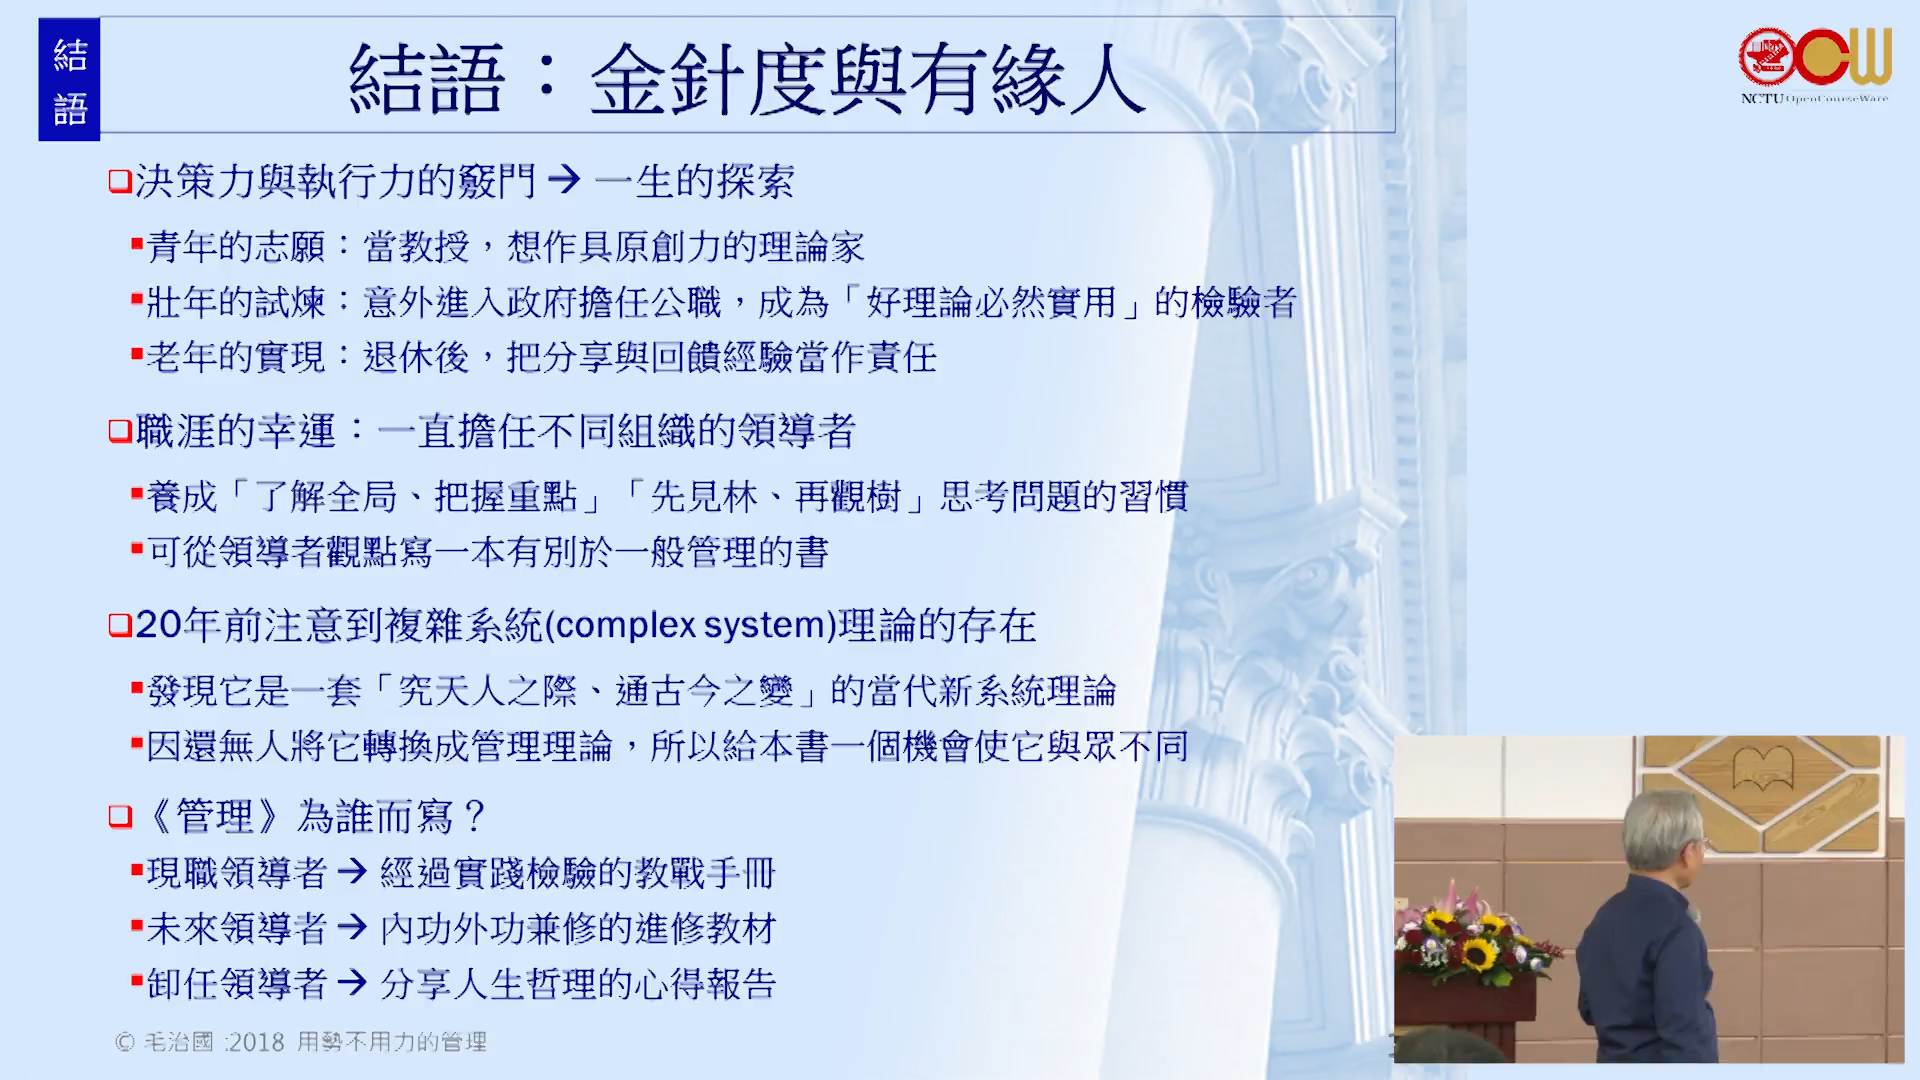 結語
結語：金針度與有緣人
NCTU OpenCourseWare
決策力與執行力的竅門→ 一生的探索
青年的志願：當教授，想作具原創力的理論家
壯年的試煉：意外進入政府擔任公職，成為「好理論必然實用」的檢驗者
老年的實現：退休後，把分享與回饋經驗當作責任
職涯的幸運：一直擔任不同組織的領導者
養成「了解全局、把握重點」「先見林、再觀樹」思考問題的習慣
可從領導者觀點寫一本有別於一般管理的書
20年前注意到複雜系統(complex system)理論的存在
發現它是一套「究天人之際、通古今之變」的當代新系統理論
因還無人將它轉換成管理理論，所以給本書一個機會使它與眾不同
《管理》為誰而寫？
現職領導者→ 經過實踐檢驗的教戰手冊
未來領導者→ 內功外功兼修的進修教材
卸任領導者→ 分享人生哲理的心得報告
© 毛治國 :2018 用勢不用力的管理